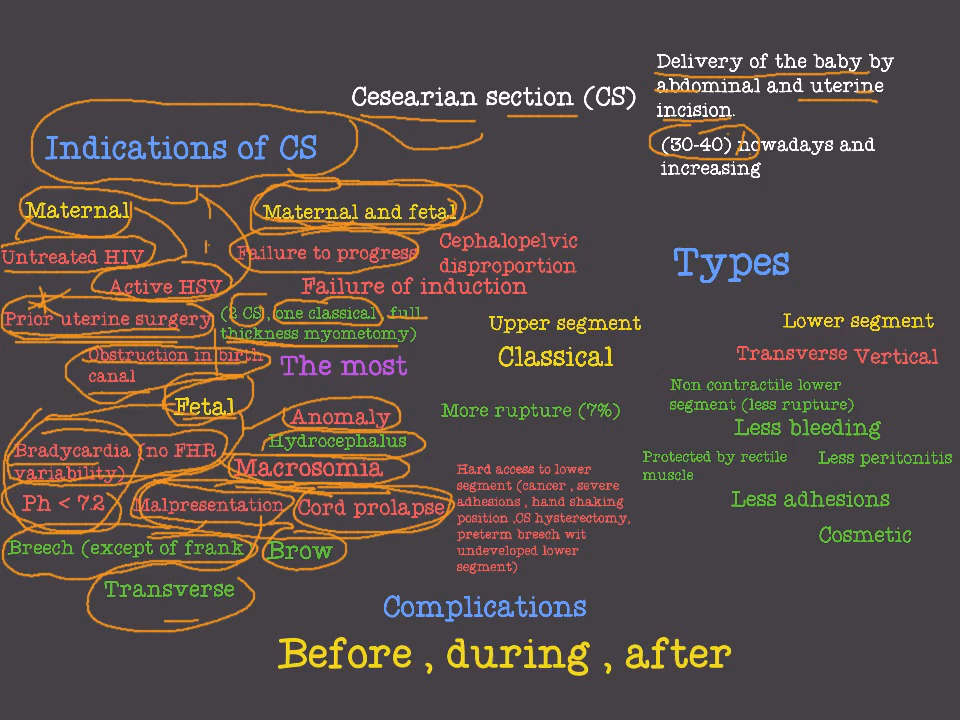 Cesearian section (CS)
Delivery of the baby by
abdominal and uterine
incision.
(30-40) nowadays and
increasing
Indications of CS
Maternal
Untreated HIV
Active HSV
Prior uterine surgery
(2 CS , one classical , full
thickness myometomy)
Obstruction in birth
canal
The most
Maternal and fetal
Failure to progress
Cephalopelvic
disproportion
Failure of induction
Fetal
Bradycardia (no FHR
variability)
Ph < 7.2
Anomaly
Hydrocephalus
Macrosomia
Malpresentation
Cord prolapse
Breech (except of frank
Brow
Transverse
Types
Upper segment
Classical
More rupture (7%)
Hard access to lower
segment (cancer , severe
adhesions , hand shaking
position ,CS hysterectomy,
preterm breech wit
undeveloped lower
segment)
Lower segment
Transverse Vertical
Non contractile lower
segment (less rupture)
Less bleeding
Protected by rectile
muscle
Less peritonitis
Less adhesions
Cosmetic
Complications
Before , during , after